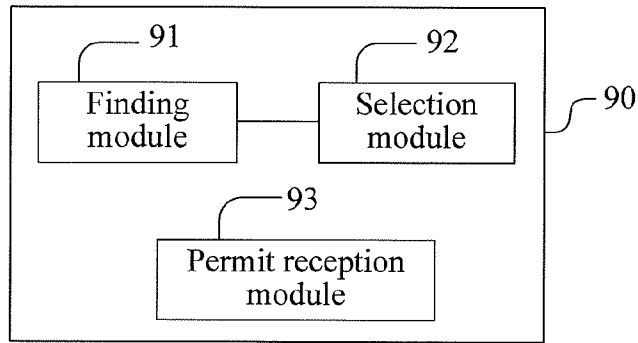 91
92
Finding
module
Selection
module
90
93
Permit reception
module